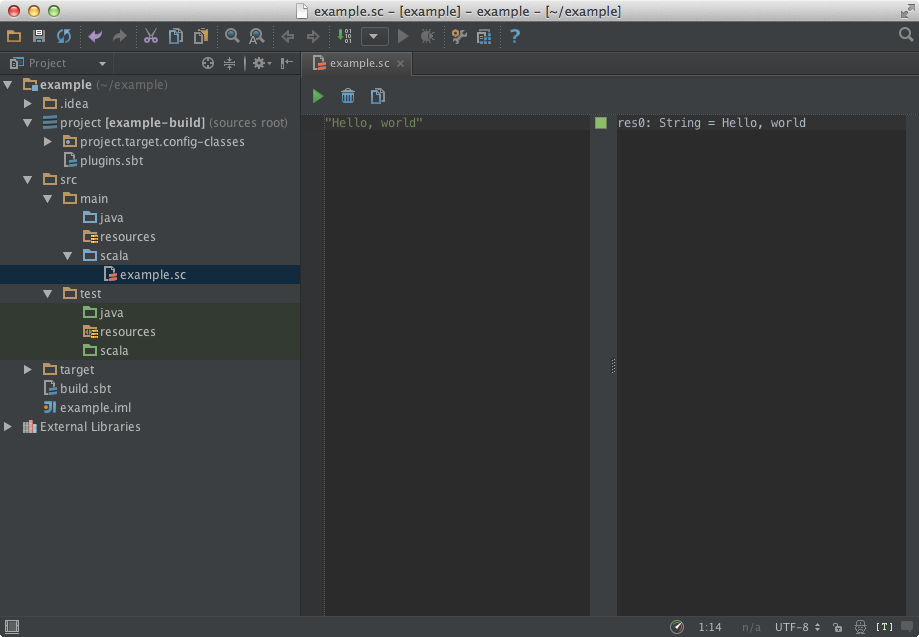 example.sc – [example] – example – [~/example]
Project
example.sc
example (~/example)
.idea
project [example-build] (sources root)
project.target.config-classes
plugins.sbt
src
main
java
resources
scala
example.sc
test
java
resources
scala
target
build.sbt
example.iml
External Libraries
"Hello, world"
res0: String = Hello, world
1:14 n/a UTF-8 [T]